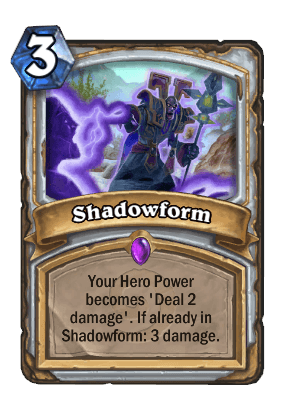 3
Shadowform
Your Hero Power
becomes 'Deal 2
damage'. If already in
Shadowform: 3 damage.